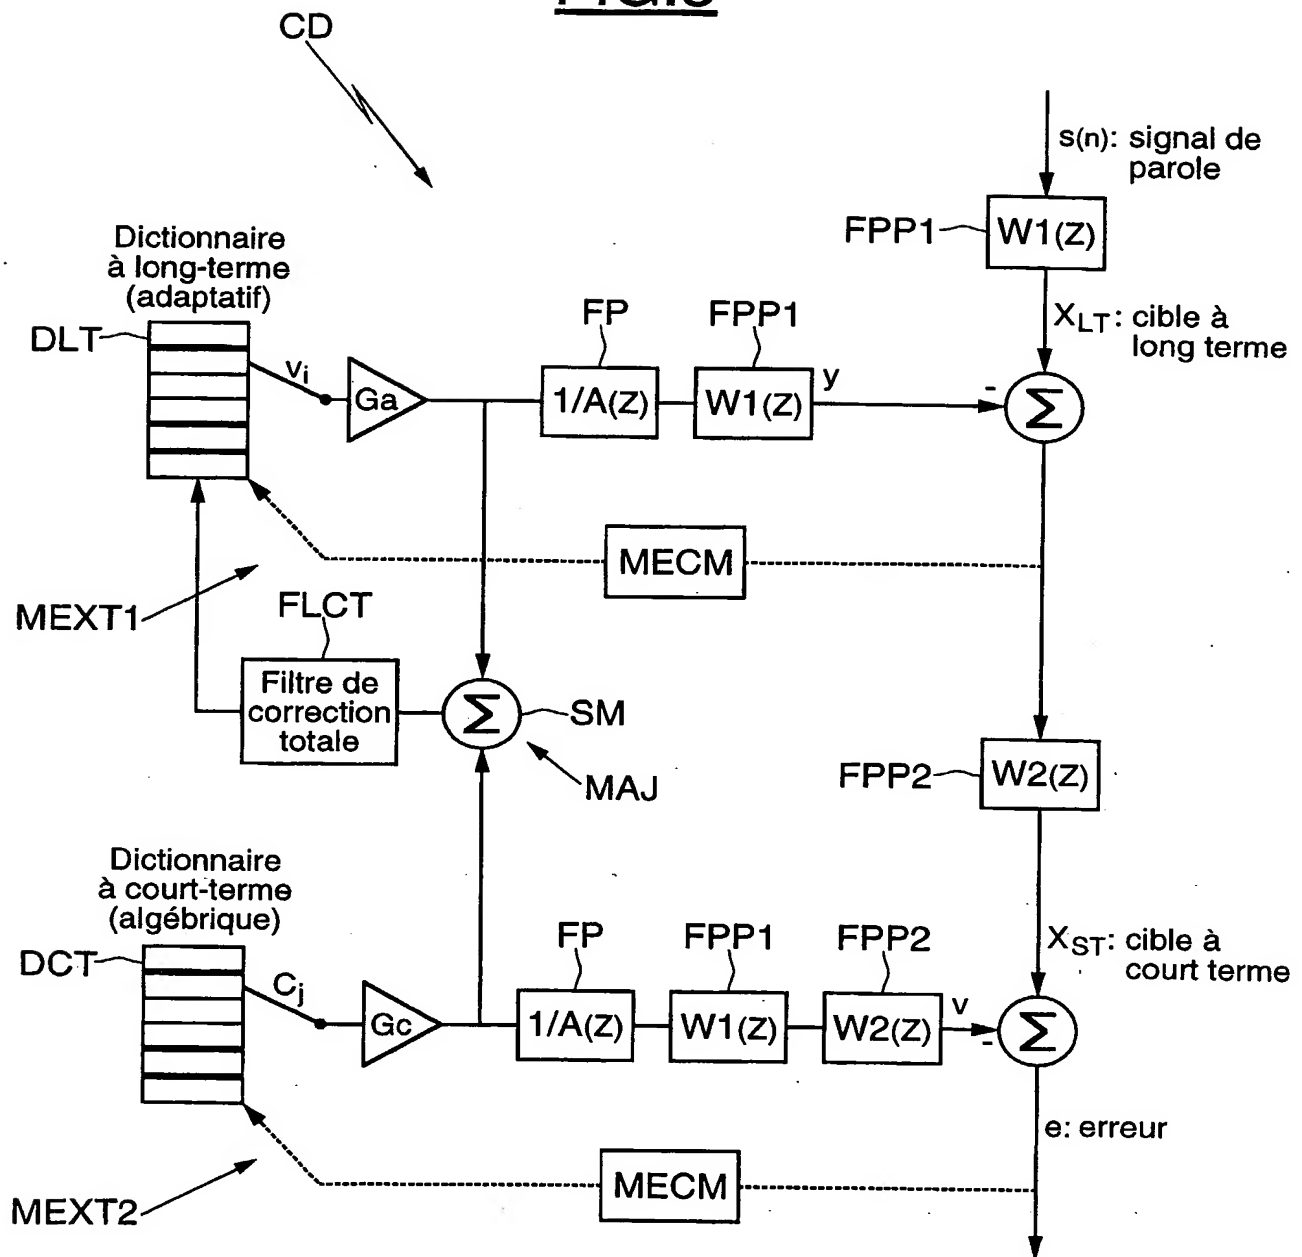 CD
s(n): signal de
parole
FPP1
W1(Z)
Dictionnaire
à long-terme
(adaptatif)
DLT
vi
Ga
FP
1/A(Z)
FPP1
W1(Z)
y
XLT: cible à
long terme
-
Σ
MECM
MEXT1
FLCT
Filtre de
correction
totale
Σ
SM
MAJ
FPP2
W2(Z)
Dictionnaire
à court-terme
(algébrique)
DCT
Cj
Gc
FP
1/A(Z)
FPP1
W1(Z)
FPP2
W2(Z)
v
XST: cible à
court terme
-
Σ
e: erreur
MECM
MEXT2